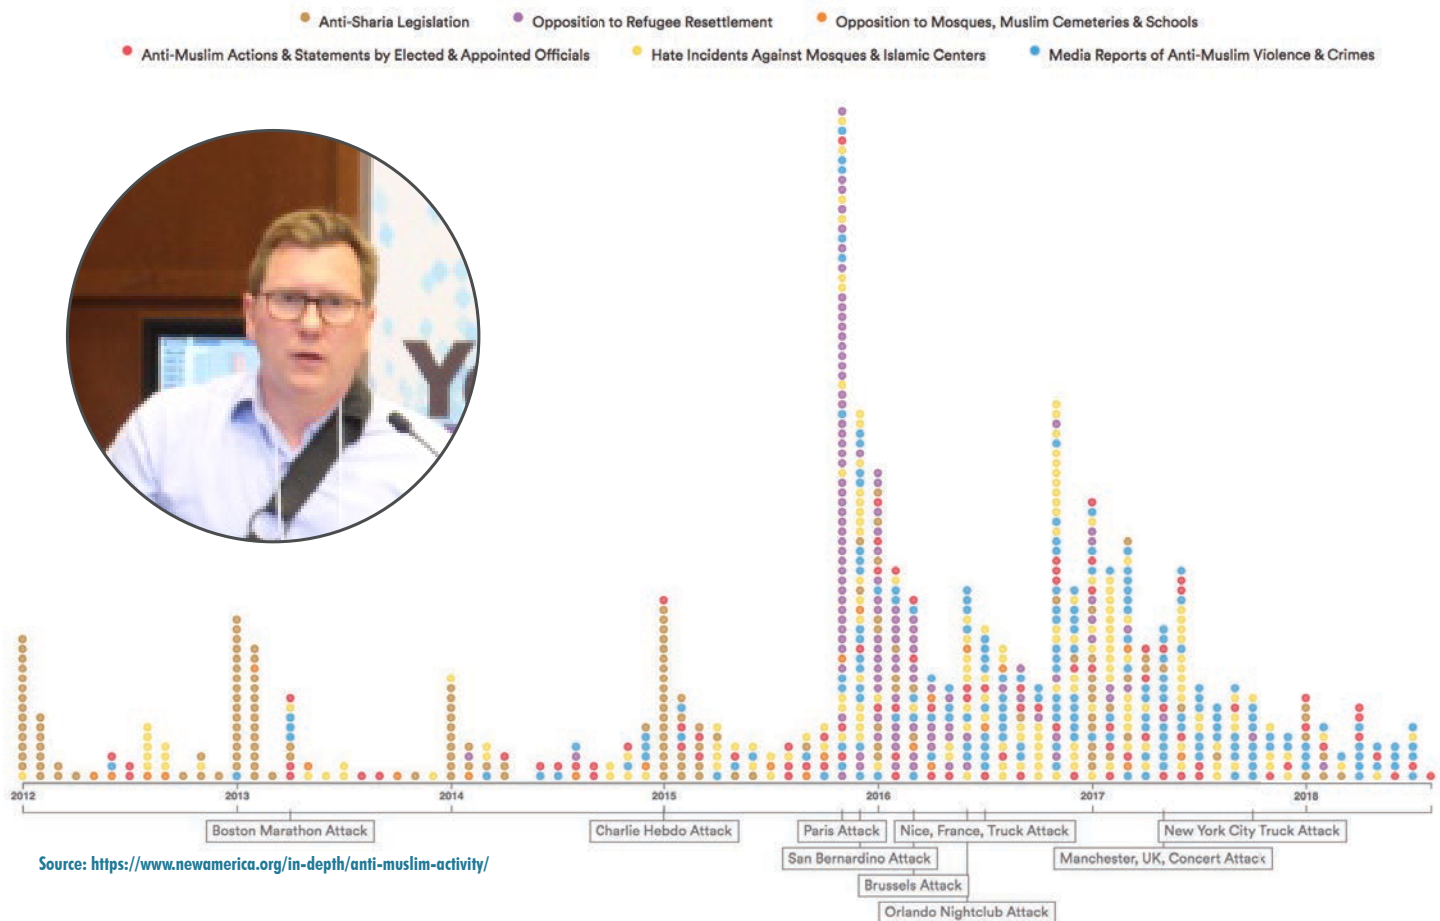 Anti-Sharia Legislation
Opposition to Refugee Resettlement
Opposition to Mosques, Muslim Cemeteries & Schools
Anti-Muslim Actions & Statements by Elected & Appointed Officials
Hate Incidents Against Mosques & Islamic Centers
Media Reports of Anti-Muslim Violence & Crimes
2012
2013
2014
2015
2016
2017
2018
Boston Marathon Attack
Charlie Hebdo Attack
Paris Attack
Nice, France, Truck Attack
New York City Truck Attack
San Bernardino Attack
Manchester, UK, Concert Attack
Brussels Attack
Orlando Nightclub Attack
Source: https://www.newamerica.org/in-depth/anti-muslim-activity/